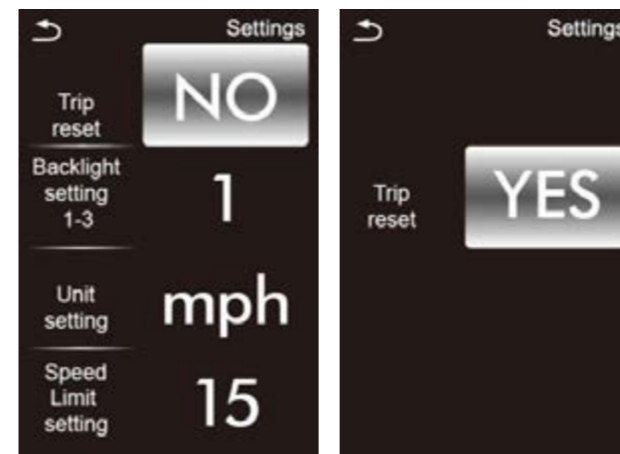 Settings
Trip
reset
NO
Backlight
setting
1-3
1
Unit
setting
mph
Speed
Limit
setting
15
Settings
Trip
reset
YES